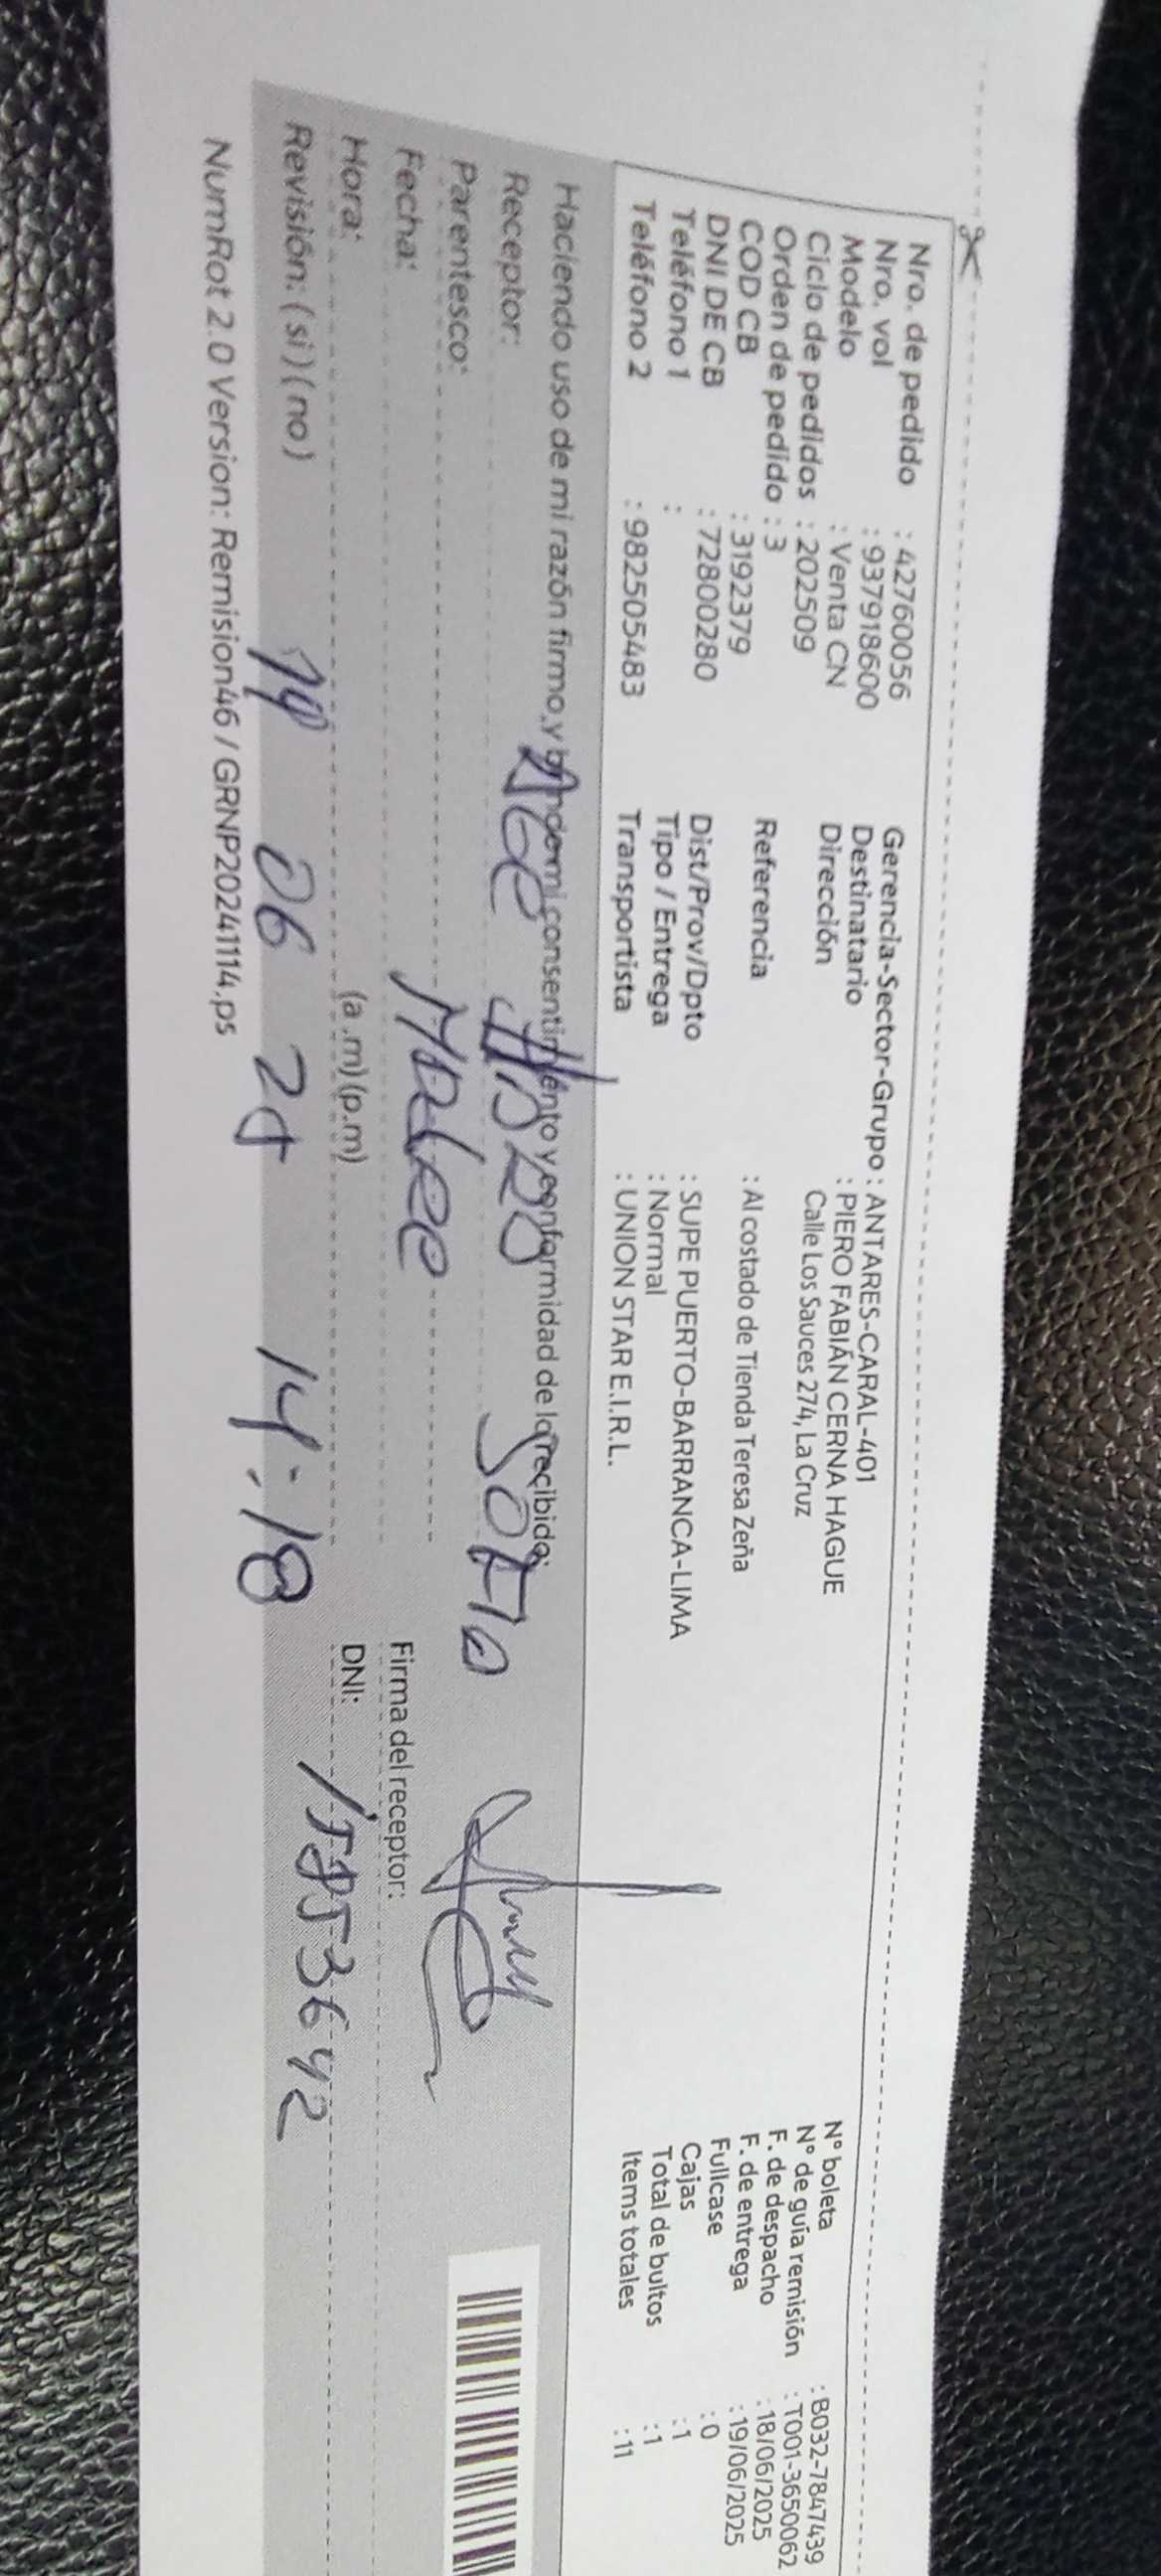 Nro. de pedido : 42760056
Nro. vol : 937918600
Modelo : Venta CN
Ciclo de pedidos : 202509
Orden de pedido : 3
COD CB : 3192379
DNI DE CB : 72800280
Teléfono 1 :
Teléfono 2 : 982505483
Gerencia-Sector-Grupo : ANTARES-CARAL-401
Destinatario : PIERO FABIÁN CERNA HAGUE
Dirección Calle Los Sauces 274, La Cruz
Referencia : Al costado de Tienda Teresa Zeña
Dist/Prov/Dpto : SUPE PUERTO-BARRANCA-LIMA
Tipo / Entrega : Normal
Transportista : UNION STAR E.I.R.L.
N° boleta : B032-7847439
N° de guía remisión : T001-3650062
F. de despacho : 18/06/2025
F. de entrega : 19/06/2025
Fullcase : 0
Cajas : 1
Total de bultos : 1
Items totales : 11
Haciendo uso de mi razón firmo, y brindo mi consentimiento y conformidad de lo recibido:
Receptor:
Parentesco: Madre
Fecha:
Hora: (a.m) (p.m)
Revisión: ( si ) ( no )
19 06 25 14:18
Firma del receptor:
DNI:
NumRot 2.0 Version: Remision46 / GRNP20241114.ps